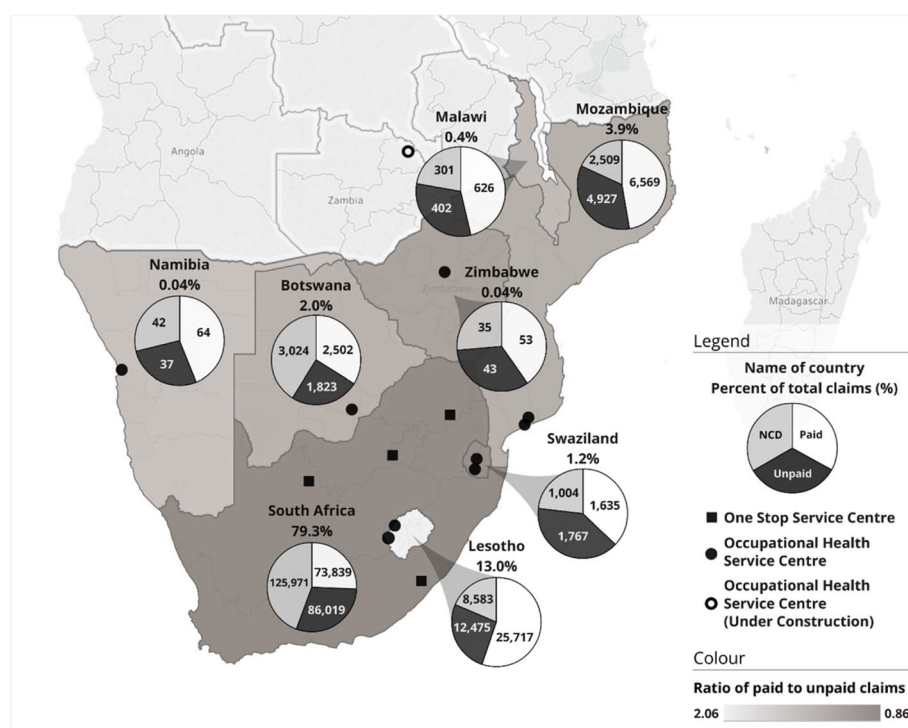 Malawi
0.4%
301
626
402
Mozambique
3.9%
2,509
6,569
4,927
Angola
Zambia
Namibia
0.04%
42
64
37
Botswana
2.0%
3,024
2,502
1,823
Zimbabwe
0.04%
Zimbabwe
35
53
43
Madagascar
Swaziland
1.2%
1,004
1,635
1,767
South Africa
79.3%
125,971
73,839
86,019
Lesotho
13.0%
8,583
12,475
25,717
Legend
Name of country
Percent of total claims (%)
NCD
Paid
Unpaid
One Stop Service Centre
Occupational Health
Service Centre
Occupational Health
Service Centre
(Under Construction)
Colour
Ratio of paid to unpaid claims
2.06
0.86